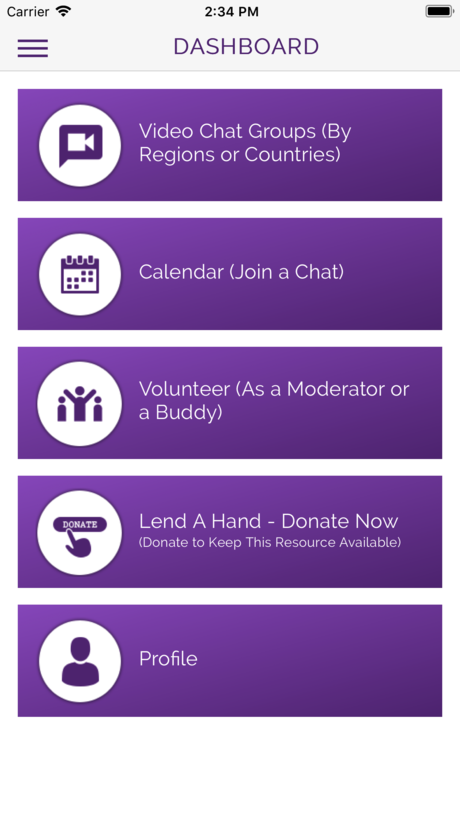 Carrier 2:34 PM
DASHBOARD
Video Chat Groups (By
Regions or Countries)
Calendar (Join a Chat)
Volunteer (As a Moderator or
a Buddy)
DONATE
Lend A Hand - Donate Now
(Donate to Keep This Resource Available)
Profile